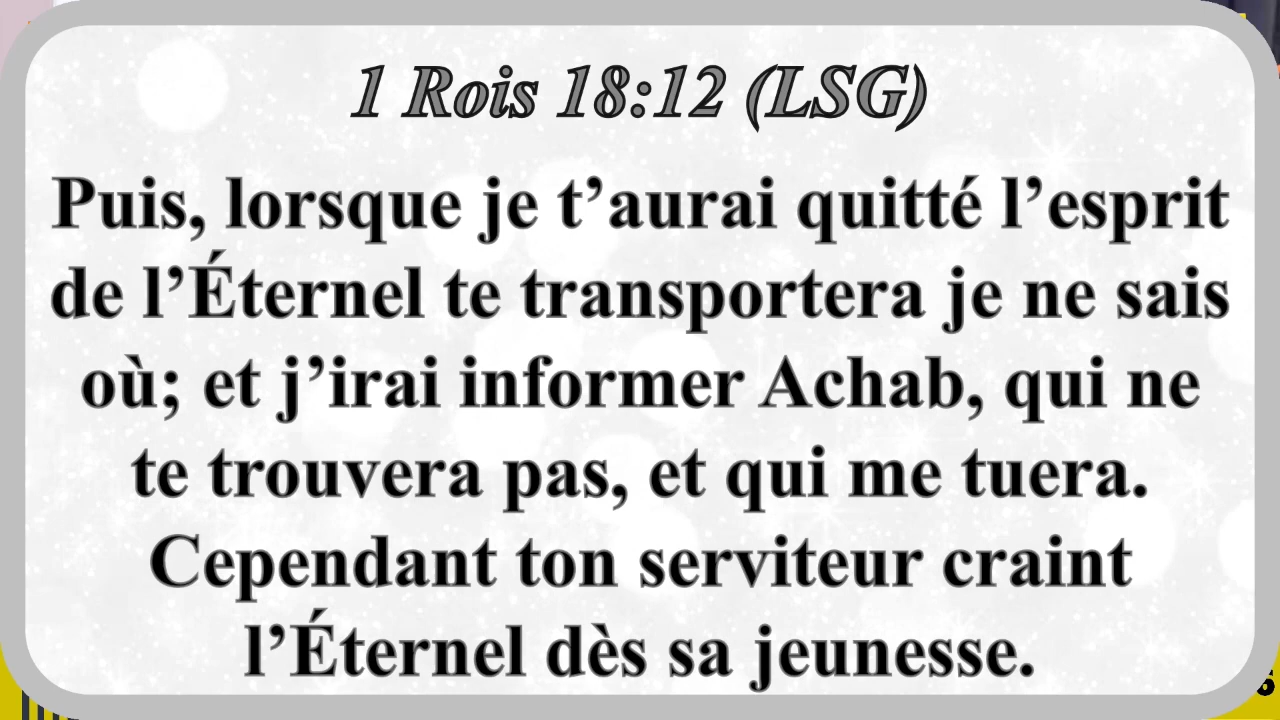 1 Rois 18:12 (LSG)
Puis, lorsque je t’aurai quitté l’esprit
de l’Éternel te transportera je ne sais
où; et j’irai informer Achab, qui ne
te trouvera pas, et qui me tuera.
Cependant ton serviteur craint
l’Éternel dès sa jeunesse.